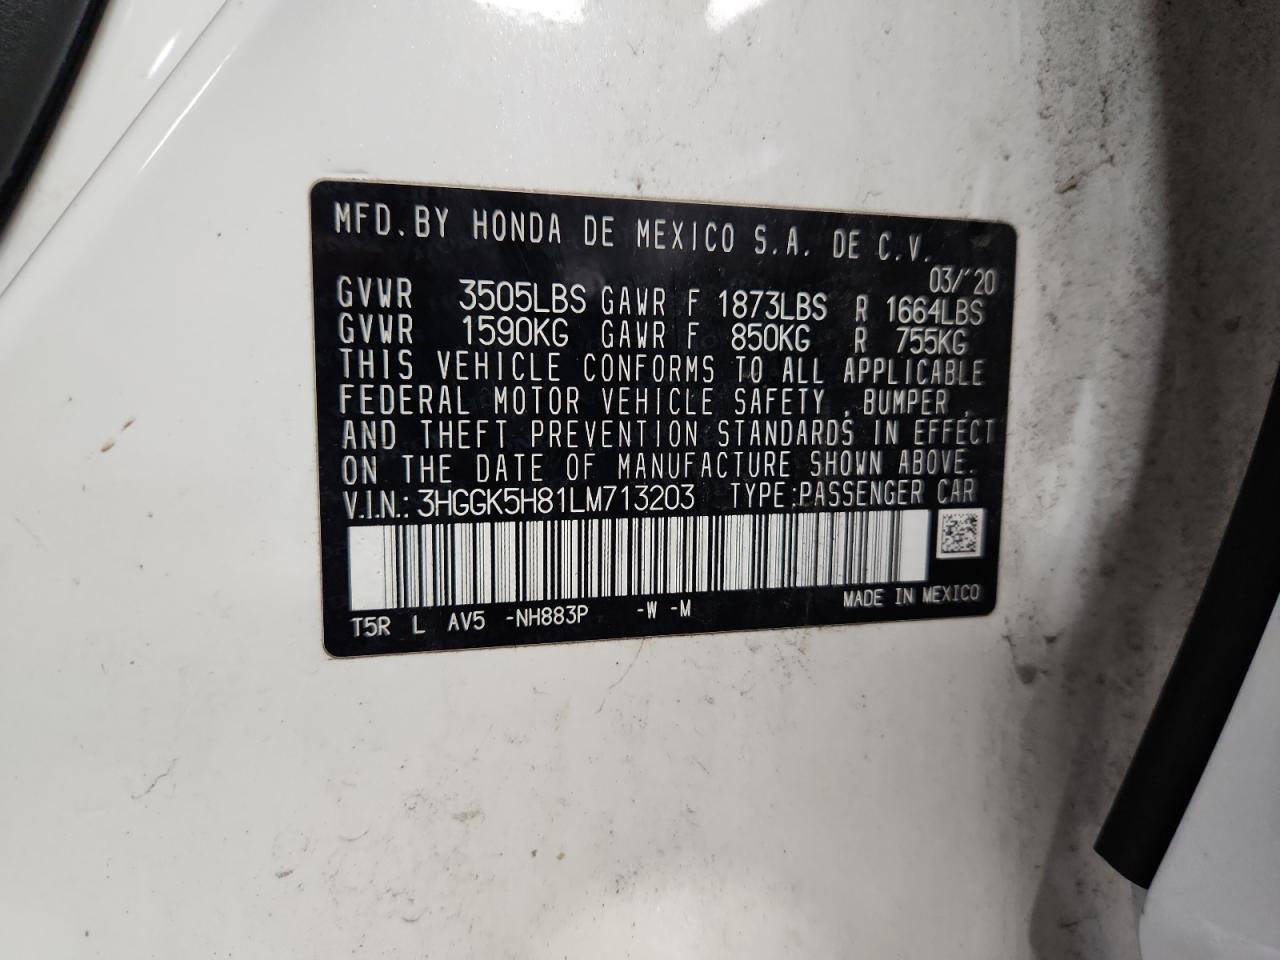 MFD.BY HONDA DE MEXICO S.A. DE C.V.
03/'20
GVWR 3505LBS GAWR F 1873LBS R 1664LBS
GVWR 1590KG GAWR F 850KG R 755KG
THIS VEHICLE CONFORMS TO ALL APPLICABLE
FEDERAL MOTOR VEHICLE SAFETY , BUMPER ,
AND THEFT PREVENTION STANDARDS IN EFFECT
ON THE DATE OF MANUFACTURE SHOWN ABOVE.
V.I.N.: 3HGGK5H81LM713203 TYPE:PASSENGER CAR
MADE IN MEXICO
T5R L AV5 -NH883P -W -M